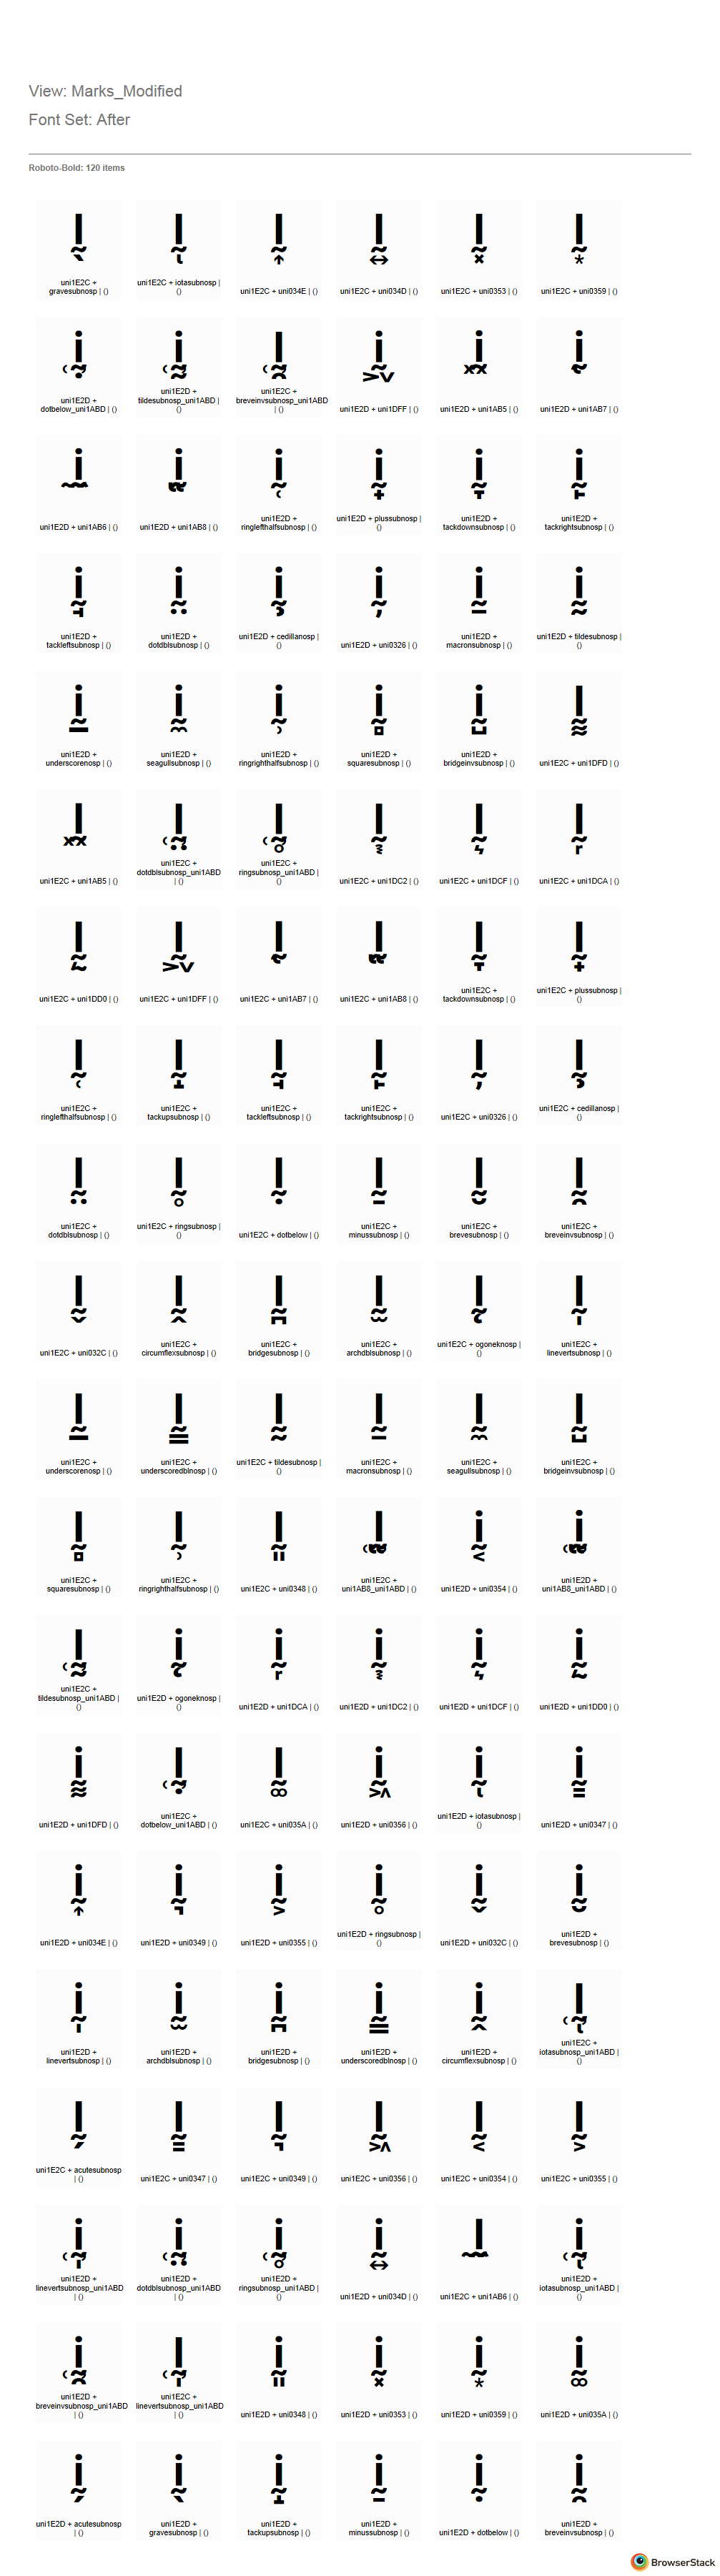 View: Marks_Modified
Font Set: After
Roboto-Bold: 120 items
uni1E2C +
gravesubnosp | ()
uni1E2C + iotasubnosp |
()
uni1E2C + uni034E | ()
uni1E2C + uni034D | ()
uni1E2C + uni0353 | ()
uni1E2C + uni0359 | ()
uni1E2D +
dotbelow_uni1ABD | ()
uni1E2D +
tildesubnosp_uni1ABD |
()
uni1E2C +
breveinvsubnosp_uni1ABD
| ()
uni1E2D + uni1DFF | ()
uni1E2D + uni1AB5 | ()
uni1E2D + uni1AB7 | ()
uni1E2D + uni1AB6 | ()
uni1E2D + uni1AB8 | ()
uni1E2D +
ringlefthalfsubnosp | ()
uni1E2D + plussubnosp |
()
uni1E2D +
tackdownsubnosp | ()
uni1E2D +
tackrightsubnosp | ()
uni1E2D +
tackleftsubnosp | ()
uni1E2D +
dotdblsubnosp | ()
uni1E2D + cedillanosp |
()
uni1E2D + uni0326 | ()
uni1E2D +
macronsubnosp | ()
uni1E2D + tildesubnosp |
()
uni1E2D +
underscorenosp | ()
uni1E2D +
seagullsubnosp | ()
uni1E2D +
ringrighthalfsubnosp | ()
uni1E2D +
squaresubnosp | ()
uni1E2D +
bridgeinvsubnosp | ()
uni1E2C + uni1DFD | ()
uni1E2C + uni1AB5 | ()
uni1E2C +
dotdblsubnosp_uni1ABD
| ()
uni1E2C +
ringsubnosp_uni1ABD |
()
uni1E2C + uni1DC2 | ()
uni1E2C + uni1DCF | ()
uni1E2C + uni1DCA | ()
uni1E2C + uni1DD0 | ()
uni1E2C + uni1DFF | ()
uni1E2C + uni1AB7 | ()
uni1E2C + uni1AB8 | ()
uni1E2C +
tackdownsubnosp | ()
uni1E2C + plussubnosp |
()
uni1E2C +
ringlefthalfsubnosp | ()
uni1E2C +
tackupsubnosp | ()
uni1E2C +
tackleftsubnosp | ()
uni1E2C +
tackrightsubnosp | ()
uni1E2C + uni0326 | ()
uni1E2C + cedillanosp |
()
uni1E2C +
dotdblsubnosp | ()
uni1E2C + ringsubnosp |
()
uni1E2C + dotbelow | ()
uni1E2C +
minussubnosp | ()
uni1E2C +
brevesubnosp | ()
uni1E2C +
breveinvsubnosp | ()
uni1E2C + uni032C | ()
uni1E2C +
circumflexsubnosp | ()
uni1E2C +
bridgesubnosp | ()
uni1E2C +
archdblsubnosp | ()
uni1E2C + ogoneknosp |
()
uni1E2C +
linevertsubnosp | ()
uni1E2C +
underscorenosp | ()
uni1E2C +
underscoredblnosp | ()
uni1E2C + tildesubnosp |
()
uni1E2C +
macronsubnosp | ()
uni1E2C +
seagullsubnosp | ()
uni1E2C +
bridgeinvsubnosp | ()
uni1E2C +
squaresubnosp | ()
uni1E2C +
ringrighthalfsubnosp | ()
uni1E2C + uni0348 | ()
uni1E2C +
uni1AB8_uni1ABD | ()
uni1E2D + uni0354 | ()
uni1E2D +
uni1AB8_uni1ABD | ()
uni1E2C +
tildesubnosp_uni1ABD |
()
uni1E2D + ogoneknosp |
()
uni1E2D + uni1DCA | ()
uni1E2D + uni1DC2 | ()
uni1E2D + uni1DCF | ()
uni1E2D + uni1DD0 | ()
uni1E2D + uni1DFD | ()
uni1E2C +
dotbelow_uni1ABD | ()
uni1E2C + uni035A | ()
uni1E2D + uni0356 | ()
uni1E2D + iotasubnosp |
()
uni1E2D + uni0347 | ()
uni1E2D + uni034E | ()
uni1E2D + uni0349 | ()
uni1E2D + uni0355 | ()
uni1E2D + ringsubnosp |
()
uni1E2D + uni032C | ()
uni1E2D +
brevesubnosp | ()
uni1E2D +
linevertsubnosp | ()
uni1E2D +
archdblsubnosp | ()
uni1E2D +
bridgesubnosp | ()
uni1E2D +
underscoredblnosp | ()
uni1E2D +
circumflexsubnosp | ()
uni1E2C +
iotasubnosp_uni1ABD |
()
uni1E2C + acutesubnosp
| ()
uni1E2C + uni0347 | ()
uni1E2C + uni0349 | ()
uni1E2C + uni0356 | ()
uni1E2C + uni0354 | ()
uni1E2C + uni0355 | ()
uni1E2D +
linevertsubnosp_uni1ABD
| ()
uni1E2D +
dotdblsubnosp_uni1ABD
| ()
uni1E2D +
ringsubnosp_uni1ABD |
()
uni1E2D + uni034D | ()
uni1E2C + uni1AB6 | ()
uni1E2D +
iotasubnosp_uni1ABD |
()
uni1E2D +
breveinvsubnosp_uni1ABD
| ()
uni1E2C +
linevertsubnosp_uni1ABD
| ()
uni1E2D + uni0348 | ()
uni1E2D + uni0353 | ()
uni1E2D + uni0359 | ()
uni1E2D + uni035A | ()
uni1E2D + acutesubnosp
| ()
uni1E2D +
gravesubnosp | ()
uni1E2D +
tackupsubnosp | ()
uni1E2D +
minussubnosp | ()
uni1E2D + dotbelow | ()
uni1E2D +
breveinvsubnosp | ()
BrowserStack